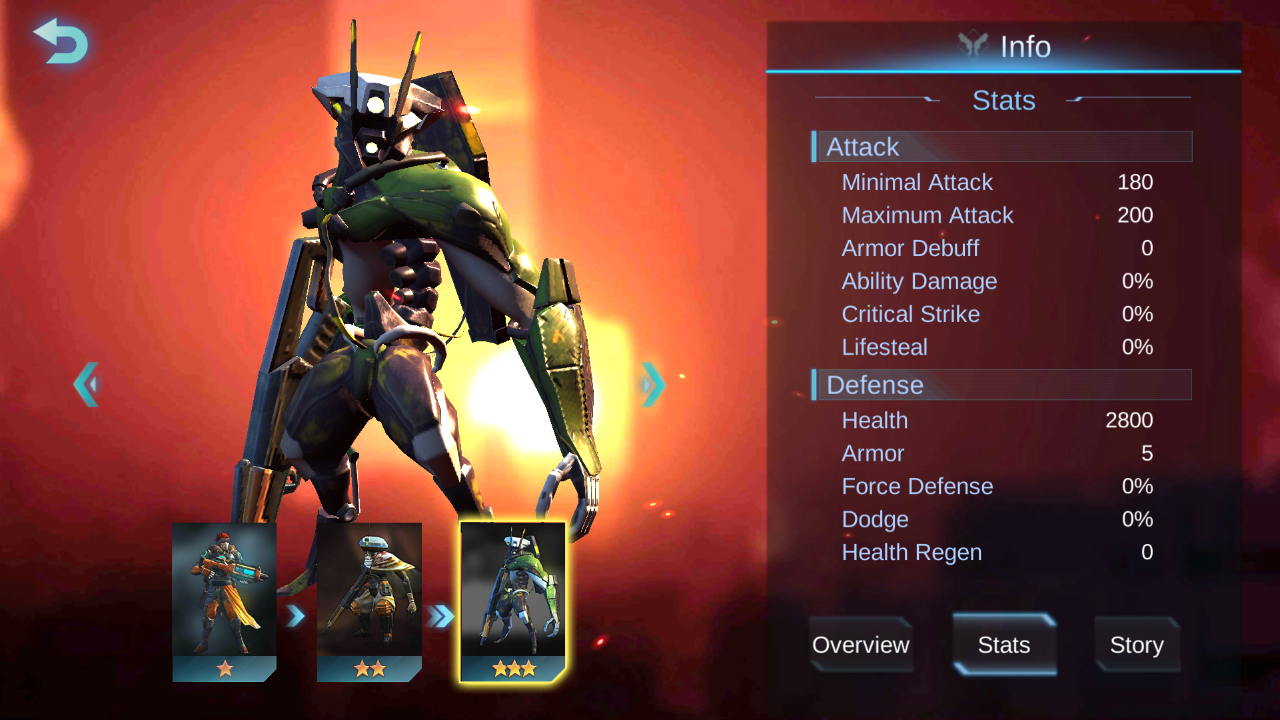 Info
Stats
Attack
Minimal Attack 180
Maximum Attack 200
Armor Debuff 0
Ability Damage 0%
Critical Strike 0%
Lifesteal 0%
Defense
Health 2800
Armor 5
Force Defense 0%
Dodge 0%
Health Regen 0
Overview Stats Story